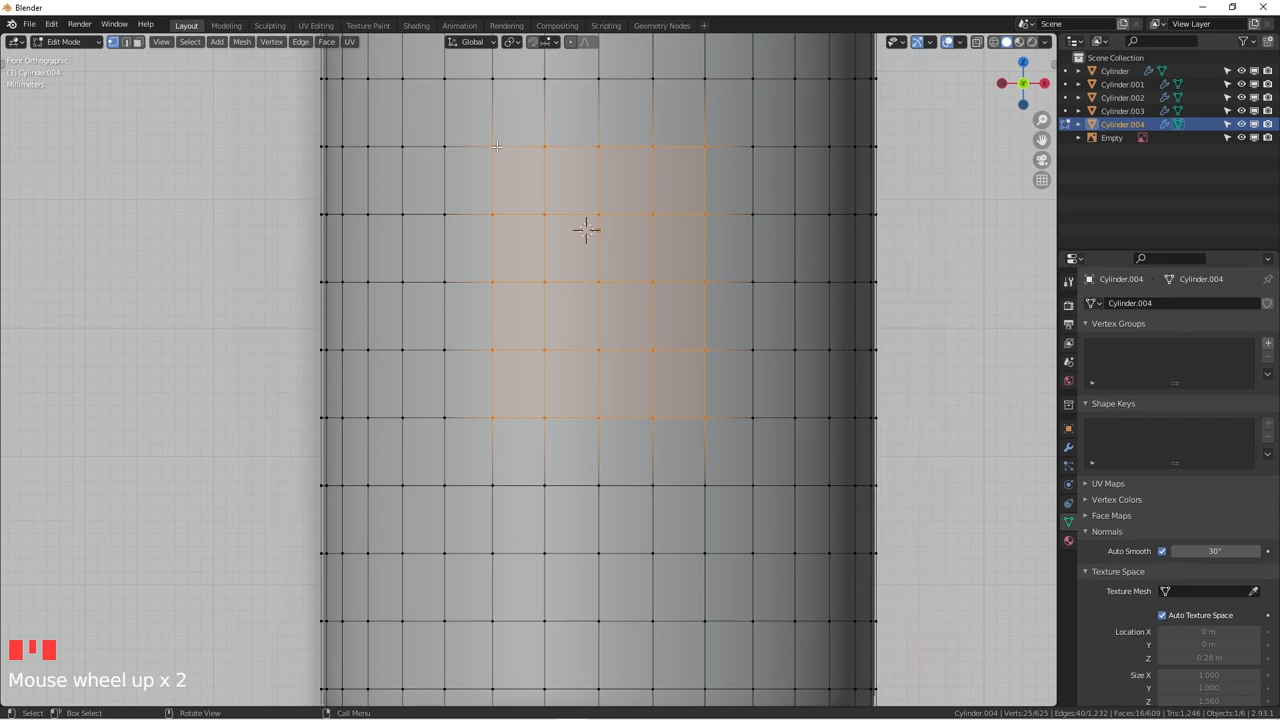 Blender
File Edit Render Window Help Layout Modeling Sculpting UV Editing Texture Paint Shading Animation Rendering Compositing Scripting Geometry Nodes + Scene View Layer
Edit Mode View Select Add Mesh Vertex Edge Face UV Global
Front Orthographic
(3) Cylinder.004
Millimeters
Z
Y
X
Scene Collection
Cylinder
Cylinder.001
Cylinder.002
Cylinder.003
Cylinder.004
Empty
Cylinder.004 › Cylinder.004
Cylinder.004
Vertex Groups
Shape Keys
UV Maps
Vertex Colors
Face Maps
Normals
Auto Smooth 30°
Texture Space
Texture Mesh
Auto Texture Space
Location X 0 m
Y 0 m
Z -0.28 m
Size X 1.000
Y 1.000
Z 1.560
Mouse wheel up x 2
Select Box Select Rotate View Call Menu Cylinder.004 | Verts:25/625 | Edges:40/1,232 | Faces:16/609 | Tris:1,246 | Objects:1/6 | 2.93.1